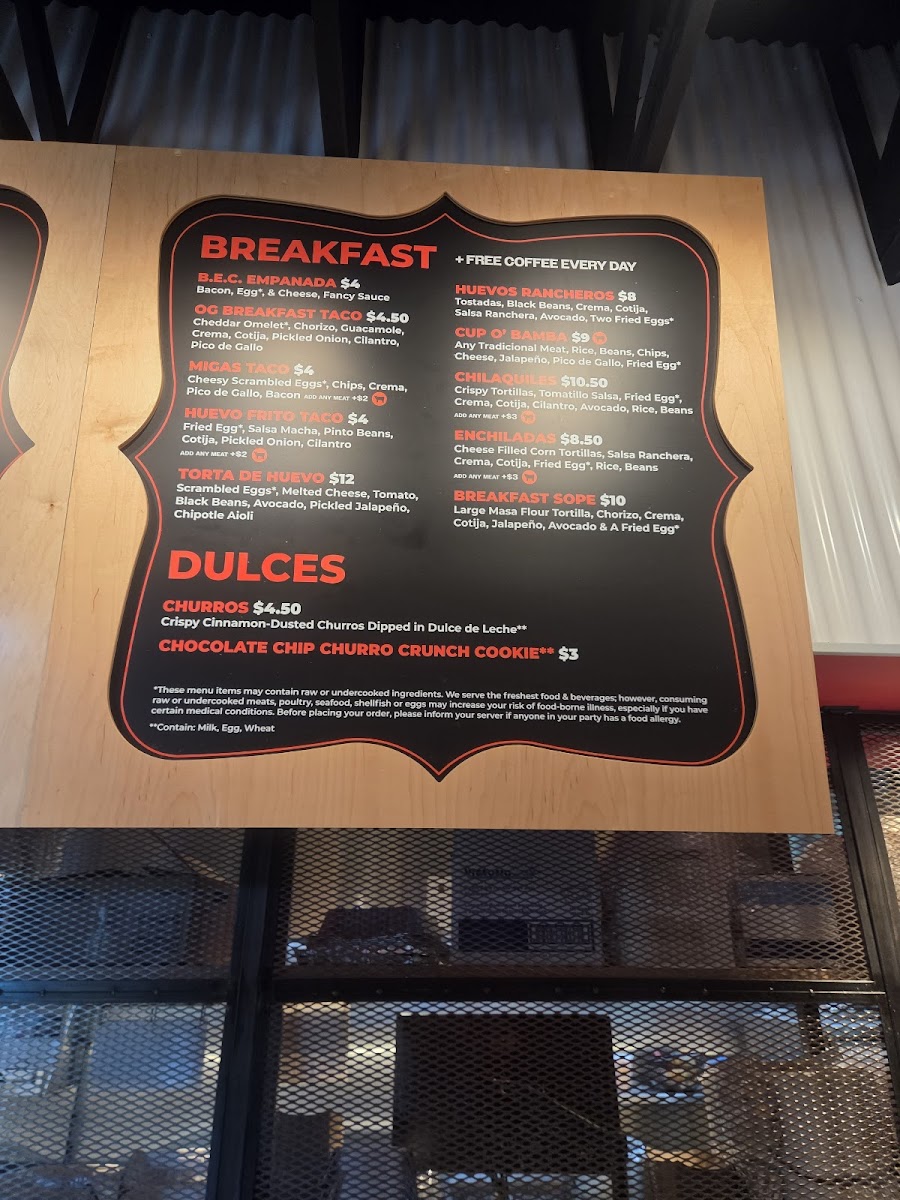 BREAKFAST
B.E.C. EMPANADA $4
Bacon, Egg*, & Cheese, Fancy Sauce
OG BREAKFAST TACO $4.50
Cheddar Omelet*, Chorizo, Guacamole,
Crema, Cotija, Pickled Onion, Cilantro,
Pico de Gallo
MIGAS TACO $4
Cheesy Scrambled Eggs*, Chips, Crema,
Pico de Gallo, Bacon ADD ANY MEAT +$2
HUEVO FRITO TACO $4
Fried Egg*, Salsa Macha, Pinto Beans,
Cotija, Pickled Onion, Cilantro
ADD ANY MEAT +$2
TORTA DE HUEVO $12
Scrambled Eggs*, Melted Cheese, Tomato,
Black Beans, Avocado, Pickled Jalapeño,
Chipotle Aioli
+ FREE COFFEE EVERY DAY
HUEVOS RANCHEROS $8
Tostadas, Black Beans, Crema, Cotija,
Salsa Ranchera, Avocado, Two Fried Eggs*
CUP O' BAMBA $9
Any Tradicional Meat, Rice, Beans, Chips,
Cheese, Jalapeño, Pico de Gallo, Fried Egg*
CHILAQUILES $10.50
Crispy Tortillas, Tomatillo Salsa, Fried Egg*,
Crema, Cotija, Cilantro, Avocado, Rice, Beans
ADD ANY MEAT +$3
ENCHILADAS $8.50
Cheese Filled Corn Tortillas, Salsa Ranchera,
Crema, Cotija, Fried Egg*, Rice, Beans
ADD ANY MEAT +$3
BREAKFAST SOPE $10
Large Masa Flour Tortilla, Chorizo, Crema,
Cotija, Jalapeño, Avocado & A Fried Egg*
DULCES
CHURROS $4.50
Crispy Cinnamon-Dusted Churros Dipped in Dulce de Leche**
CHOCOLATE CHIP CHURRO CRUNCH COOKIE** $3
*These menu items may contain raw or undercooked ingredients. We serve the freshest food & beverages; however, consuming
raw or undercooked meats, poultry, seafood, shellfish or eggs may increase your risk of food-borne illness, especially if you have
certain medical conditions. Before placing your order, please inform your server if anyone in your party has a food allergy.
**Contain: Milk, Egg, Wheat